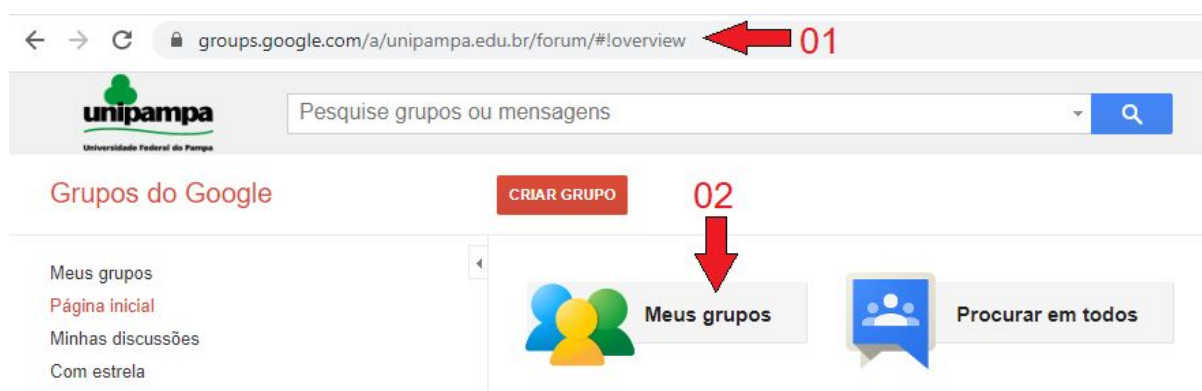 groups.google.com/a/unipampa.edu.br/forum/#!overview 01
unipampa
Universidade Federal do Pampa
Pesquise grupos ou mensagens
Grupos do Google
CRIAR GRUPO
02
Meus grupos
Página inicial
Minhas discussões
Com estrela
Meus grupos
Procurar em todos